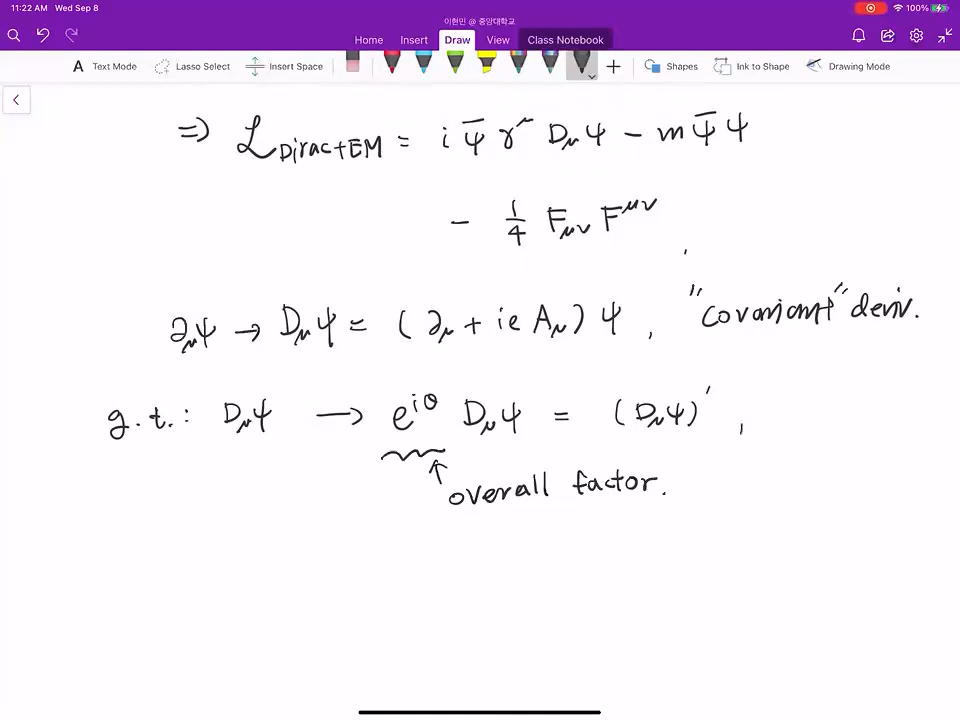 11:22 AM Wed Sep 8
100%
이현민 @ 중앙대학교
Home Insert Draw View Class Notebook
A Text Mode Lasso Select Insert Space Shapes Ink to Shape Drawing Mode
⇒ ℒ_Dirac+EM = i ψ̄ γ^μ D_μ ψ − m ψ̄ ψ
− 1/4 F_μν F^μν ,
∂_μ ψ → D_μ ψ = (∂_μ + i e A_μ) ψ , "covariant" deriv.
g.t.: D_μ ψ → e^{iθ} D_μ ψ = (D_μ ψ)′ ,
↑ overall factor.